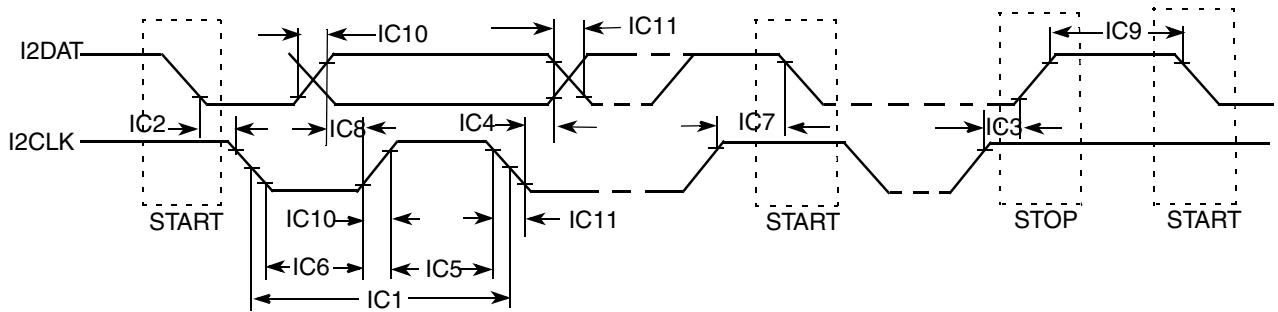 IC10
IC11
IC9
I2DAT
IC2
IC8
IC4
IC7
IC3
I2CLK
START
IC10
IC11
START
STOP
START
IC6
IC5
IC1